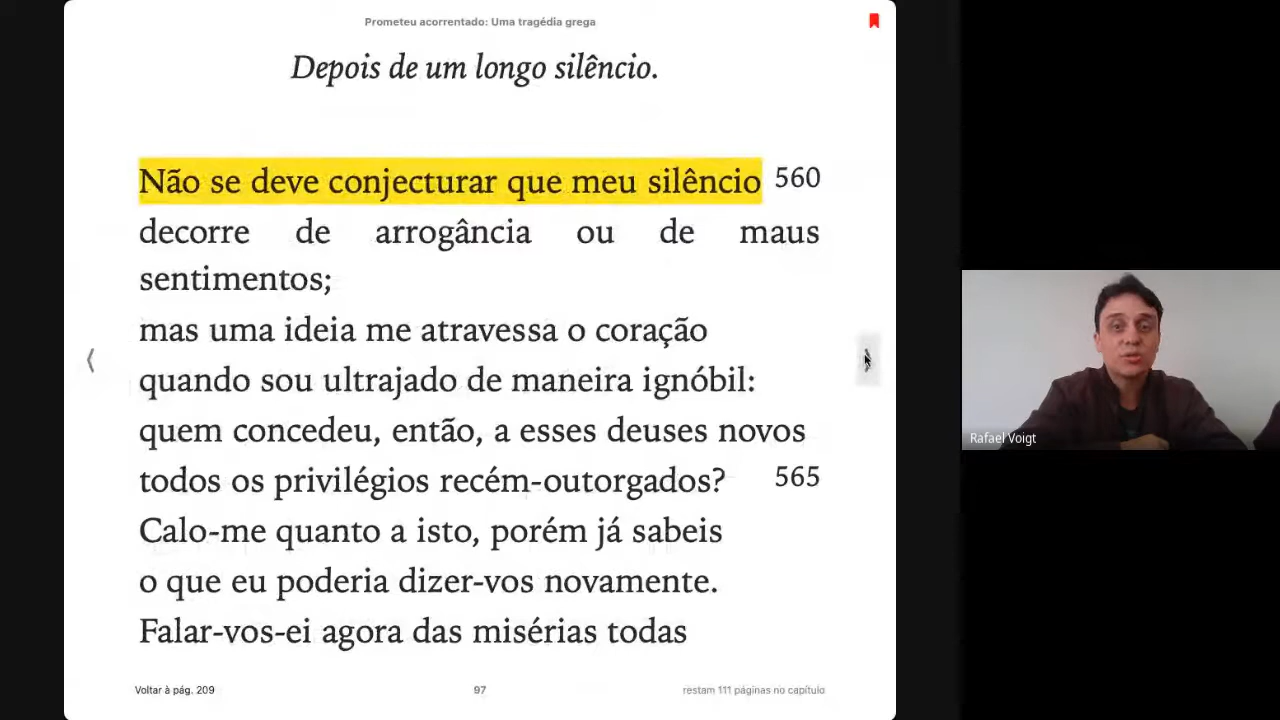 Prometeu acorrentado: Uma tragédia grega
Depois de um longo silêncio.
Não se deve conjecturar que meu silêncio 560
decorre de arrogância ou de maus
sentimentos;
mas uma ideia me atravessa o coração
quando sou ultrajado de maneira ignóbil:
quem concedeu, então, a esses deuses novos
todos os privilégios recém-outorgados? 565
Calo-me quanto a isto, porém já sabeis
o que eu poderia dizer-vos novamente.
Falar-vos-ei agora das misérias todas
Voltar à pág. 209 97 restam 111 páginas no capítulo
Rafael Voigt